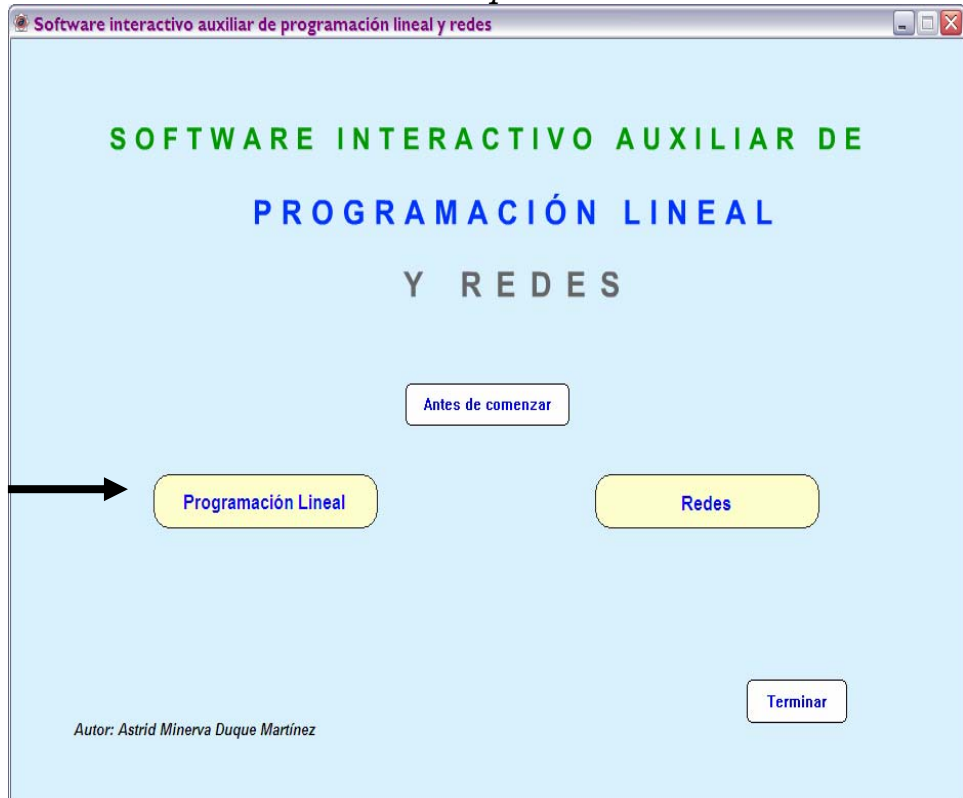 Software interactivo auxiliar de programación lineal y redes
SOFTWARE INTERACTIVO AUXILIAR DE
PROGRAMACIÓN LINEAL
Y REDES
Antes de comenzar
Programación Lineal
Redes
Terminar
Autor: Astrid Minerva Duque Martínez